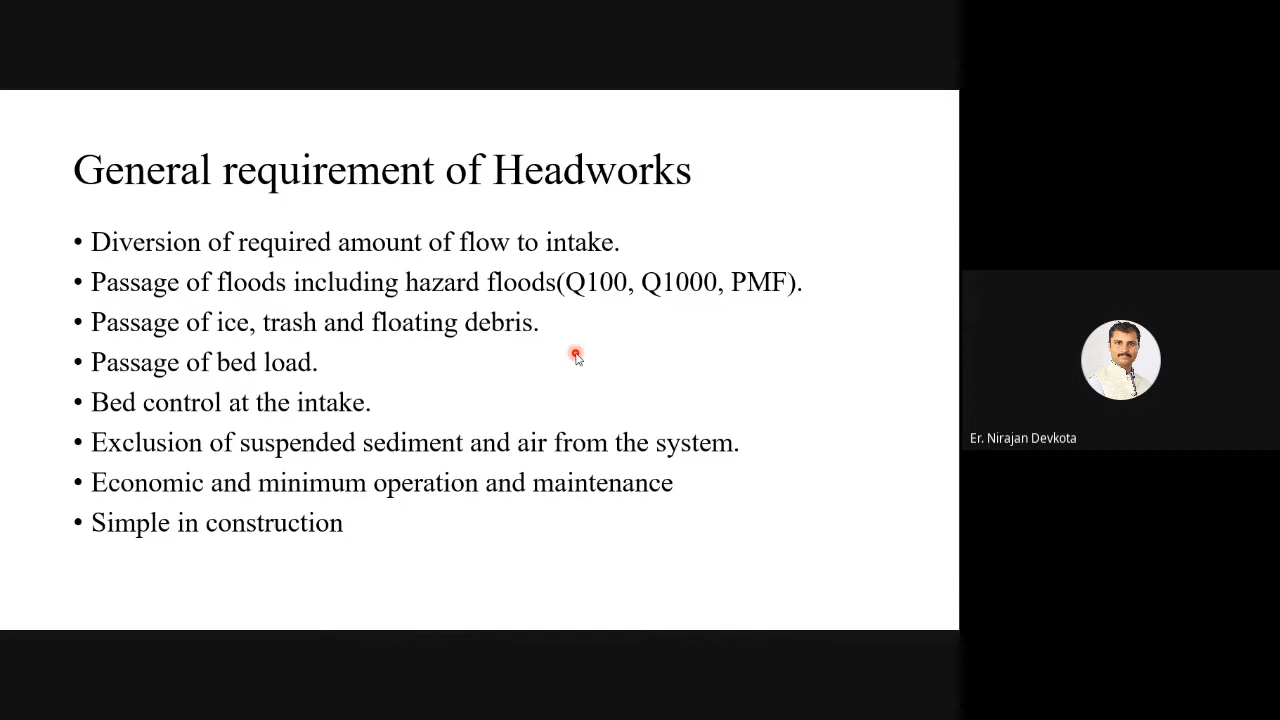 General requirement of Headworks
• Diversion of required amount of flow to intake.
• Passage of floods including hazard floods(Q100, Q1000, PMF).
• Passage of ice, trash and floating debris.
• Passage of bed load.
• Bed control at the intake.
• Exclusion of suspended sediment and air from the system.
• Economic and minimum operation and maintenance
• Simple in construction
Er. Nirajan Devkota